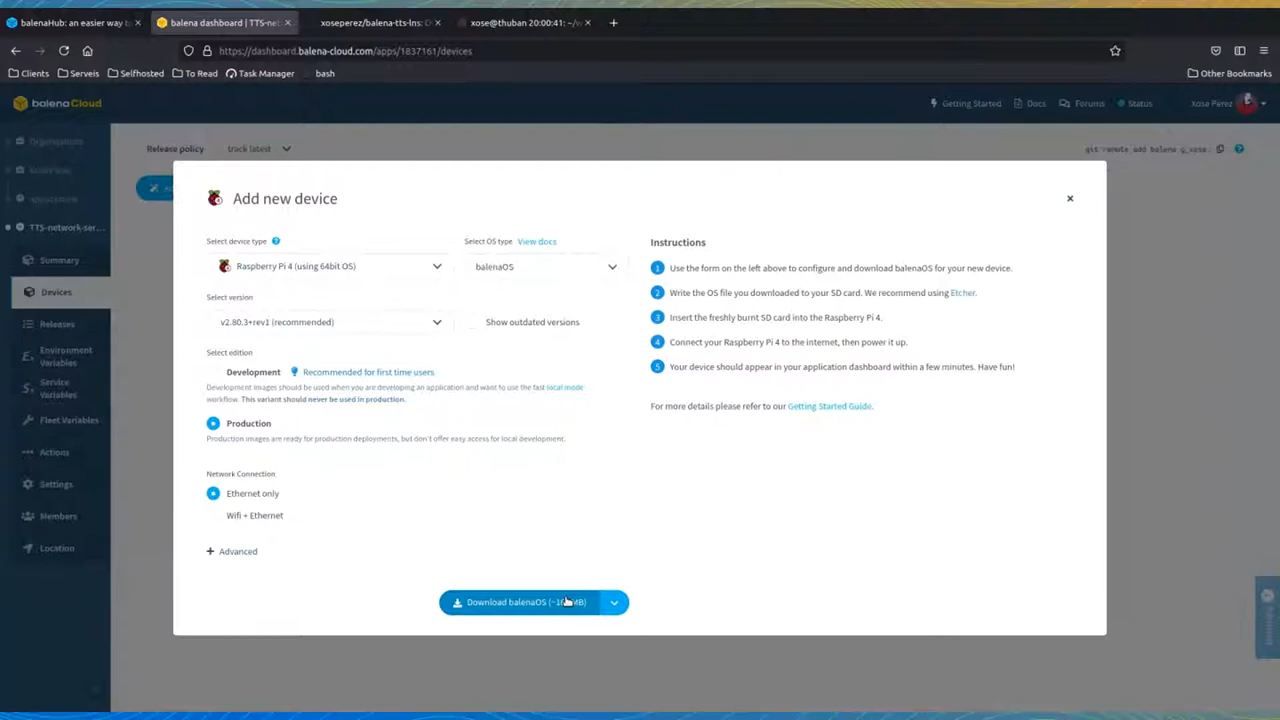 balenaHub: an easier way
balena dashboard | TTS-net
xoseperez/balena-tts-lns:
xose@thuban 20:00:41: ~/w
https://dashboard.balena-cloud.com/apps/1837161/devices
Clients Serveis Selfhosted To Read Task Manager bash Other Bookmarks
balenaCloud
Getting Started Docs Forums Status Xose Perez
Release policy track latest
git remote add balena g_xose.
TTS-network-ser...
Summary
Devices
Releases
Environment
Variables
Service
Variables
Fleet Variables
Actions
Settings
Members
Location
Add new device
Select device type
Select OS type View docs
Raspberry Pi 4 (using 64bit OS)
balenaOS
Select version
v2.80.3+rev1 (recommended)
Show outdated versions
Select edition
Development Recommended for first time users
Development images should be used when you are developing an application and want to use the fast local mode
workflow. This variant should never be used in production.
Production
Production images are ready for production deployments, but don't offer easy access for local development.
Network Connection
Ethernet only
Wifi + Ethernet
+ Advanced
Download balenaOS
Instructions
1 Use the form on the left above to configure and download balenaOS for your new device.
2 Write the OS file you downloaded to your SD card. We recommend using Etcher.
3 Insert the freshly burnt SD card into the Raspberry Pi 4.
4 Connect your Raspberry Pi 4 to the internet, then power it up.
5 Your device should appear in your application dashboard within a few minutes. Have fun!
For more details please refer to our Getting Started Guide.